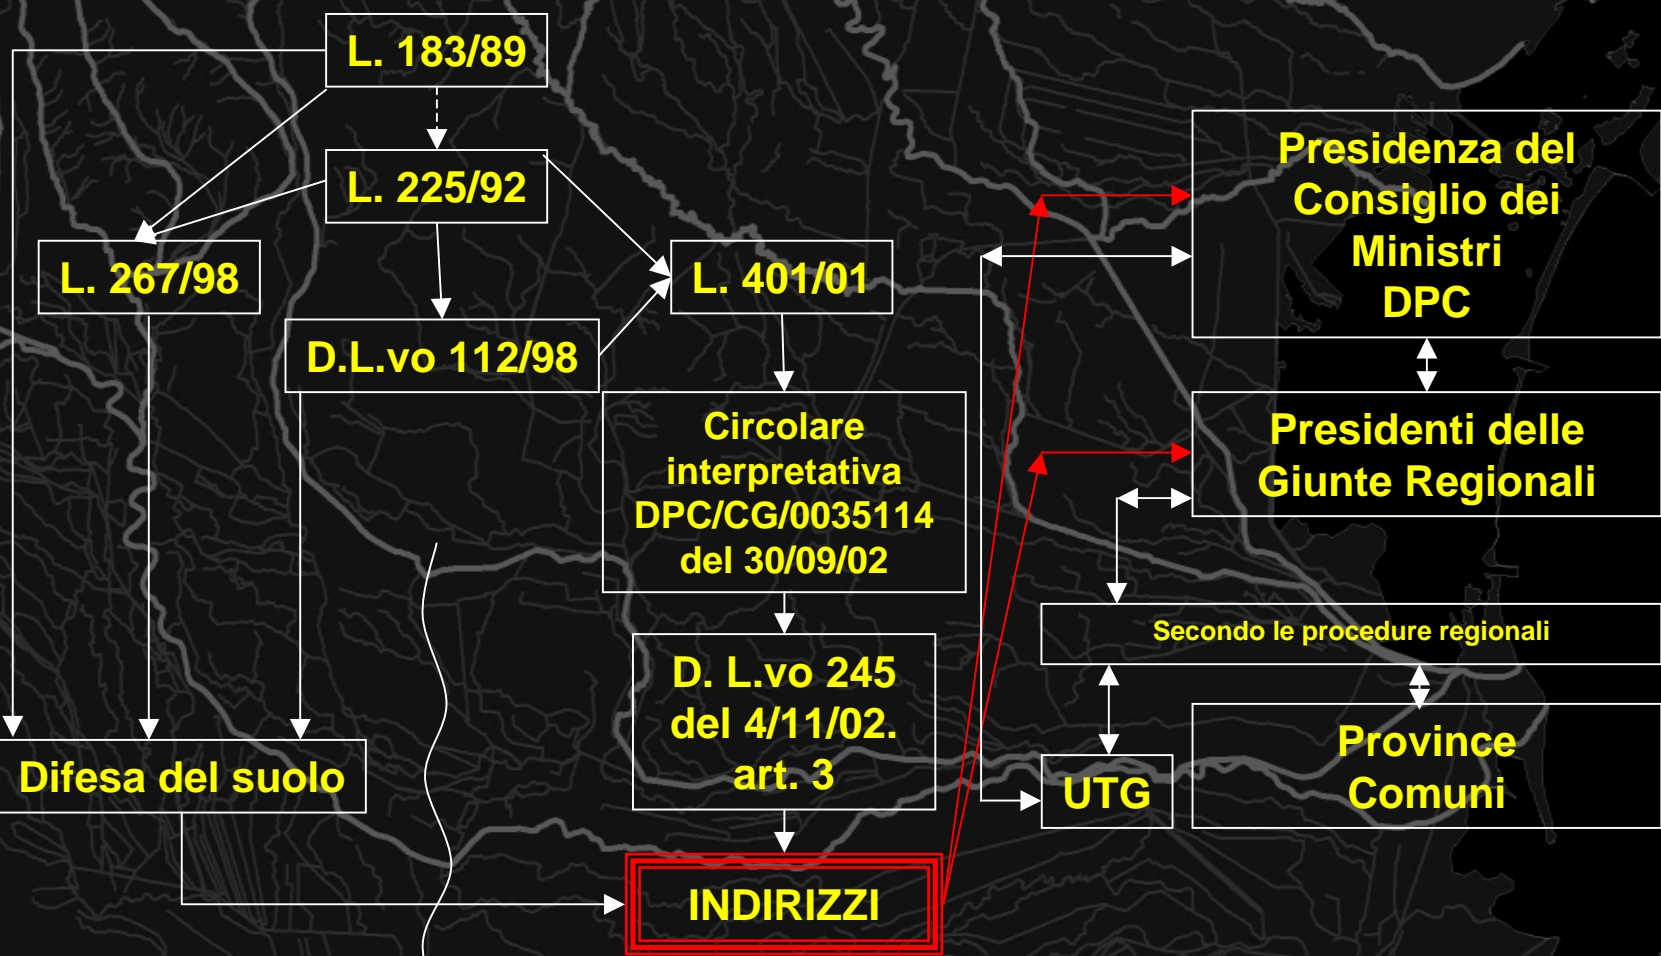 L. 183/89
L. 225/92
L. 267/98
L. 401/01
D.L.vo 112/98
Circolare
interpretativa
DPC/CG/0035114
del 30/09/02
D. L.vo 245
del 4/11/02.
art. 3
Difesa del suolo
INDIRIZZI
Presidenza del
Consiglio dei
Ministri
DPC
Presidenti delle
Giunte Regionali
Secondo le procedure regionali
UTG
Province
Comuni